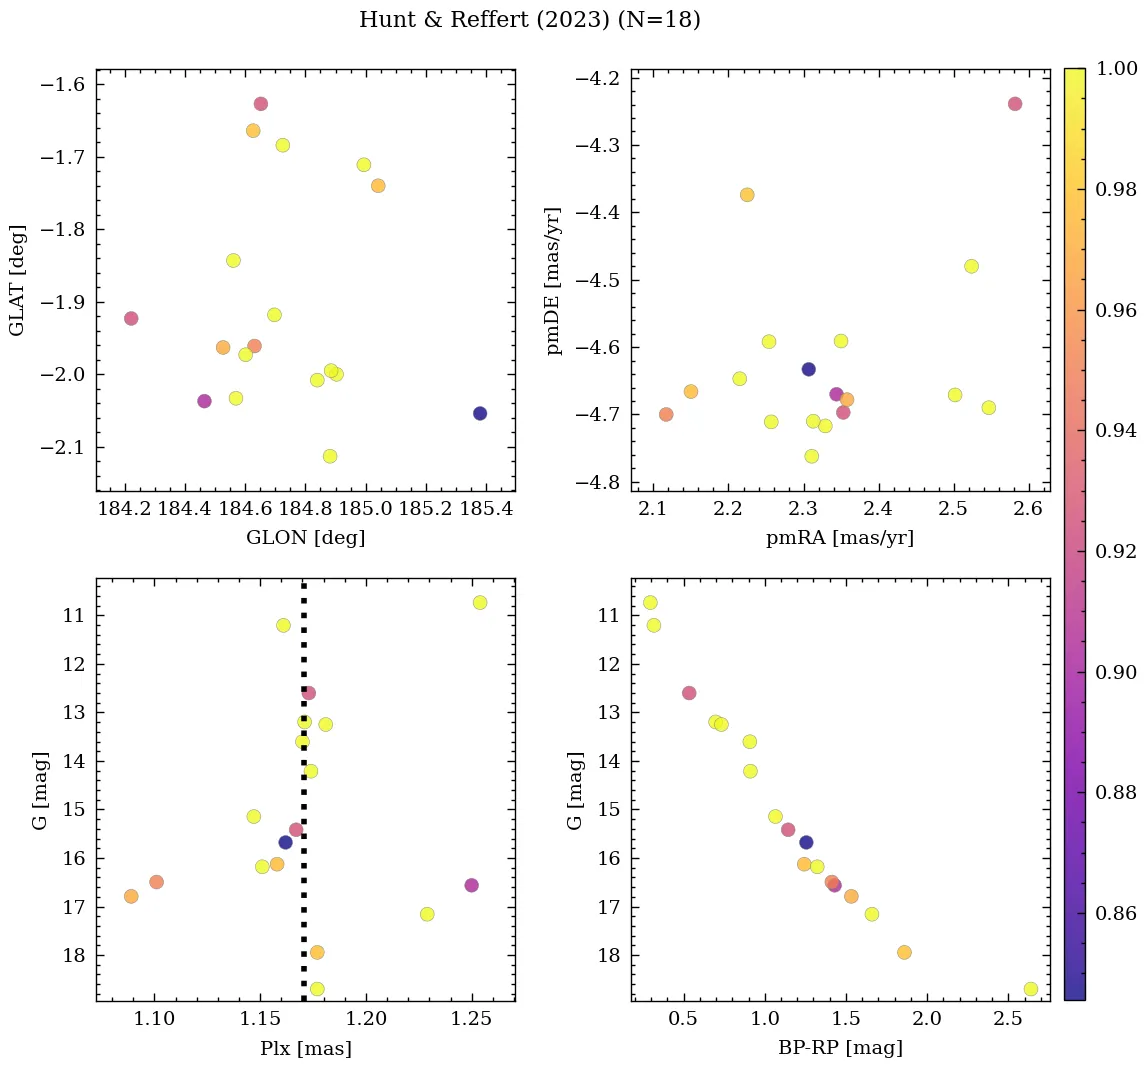 Hunt & Reffert (2023) (N=18)
−1.6
−1.7
−1.8
−1.9
−2.0
−2.1
GLAT [deg]
184.2 184.4 184.6 184.8 185.0 185.2 185.4
GLON [deg]
−4.2
−4.3
−4.4
−4.5
−4.6
−4.7
−4.8
pmDE [mas/yr]
2.1 2.2 2.3 2.4 2.5 2.6
pmRA [mas/yr]
11
12
13
14
15
16
17
18
G [mag]
1.10 1.15 1.20 1.25
Plx [mas]
11
12
13
14
15
16
17
18
G [mag]
0.5 1.0 1.5 2.0 2.5
BP-RP [mag]
1.00
0.98
0.96
0.94
0.92
0.90
0.88
0.86